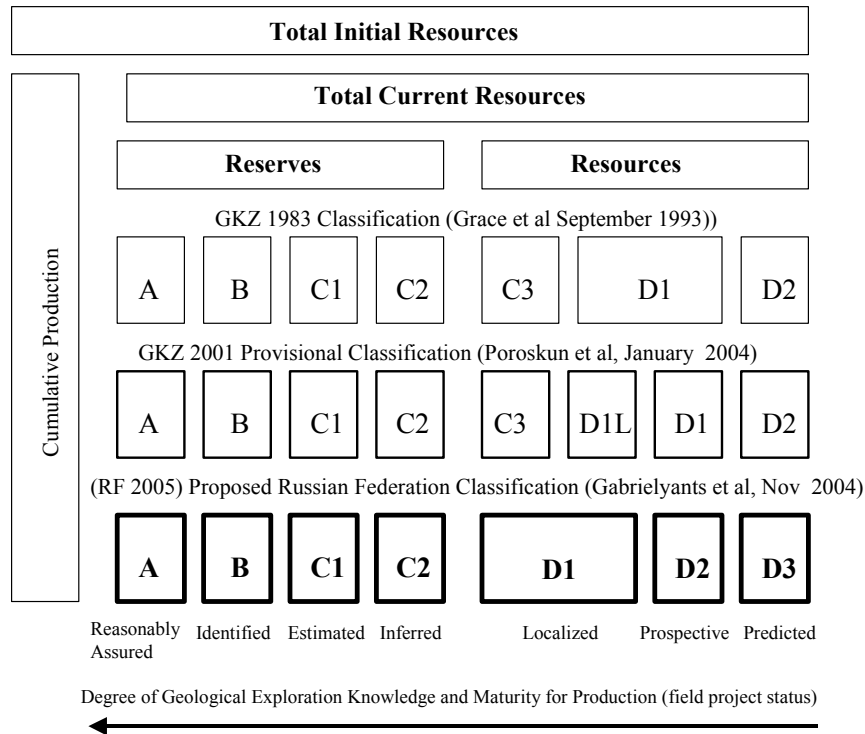 Total Initial Resources
Cumulative Production
Total Current Resources
Reserves
Resources
GKZ 1983 Classification (Grace et al September 1993))
A B C1 C2 C3 D1 D2
GKZ 2001 Provisional Classification (Poroskun et al, January 2004)
A B C1 C2 C3 D1L D1 D2
(RF 2005) Proposed Russian Federation Classification (Gabrielyants et al, Nov 2004)
A B C1 C2 D1 D2 D3
Reasonably
Assured
Identified
Estimated
Inferred
Localized
Prospective
Predicted
Degree of Geological Exploration Knowledge and Maturity for Production (field project status)